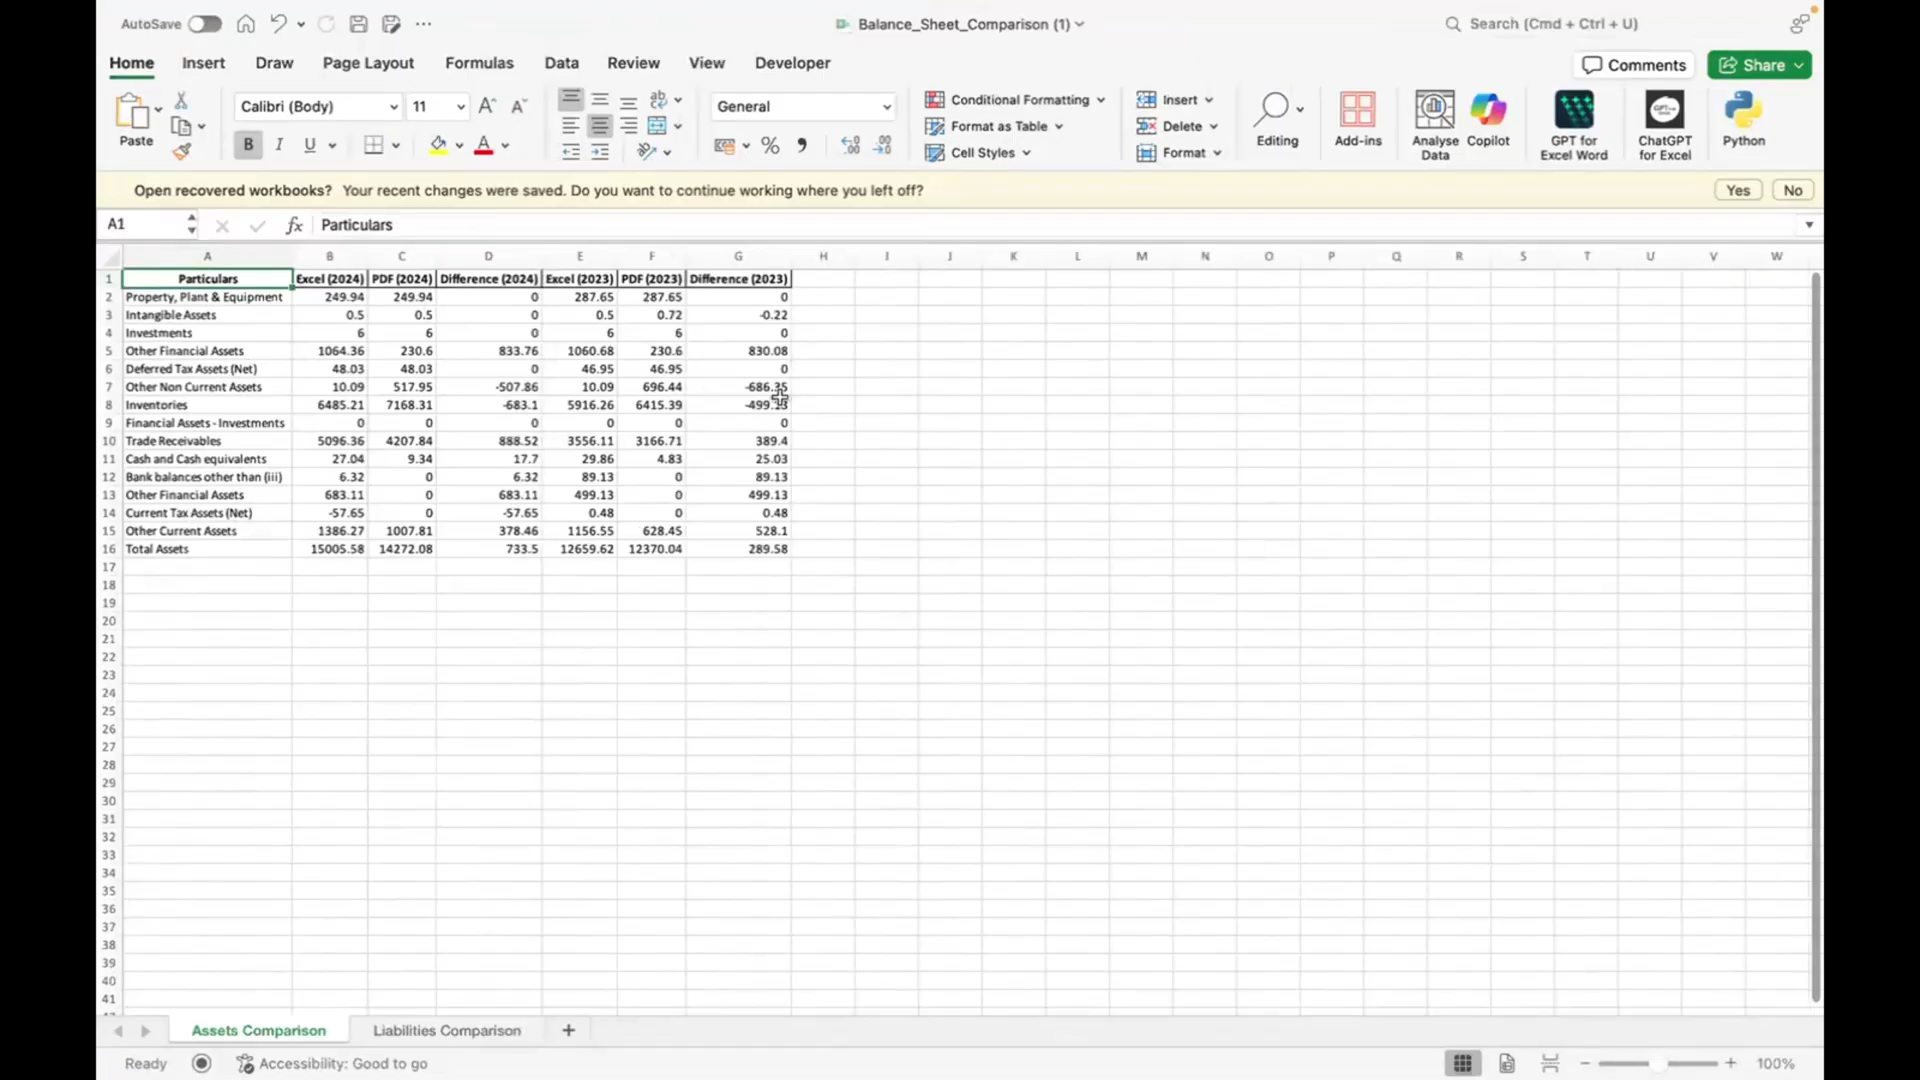 AutoSave
Balance_Sheet_Comparison (1)
Search (Cmd + Ctrl + U)
Home Insert Draw Page Layout Formulas Data Review View Developer
Comments Share
Paste
Calibri (Body) 11
B I U
General
Conditional Formatting
Format as Table
Cell Styles
Insert
Delete
Format
Editing
Add-ins
Analyse Data
Copilot
GPT for Excel Word
ChatGPT for Excel
Python
Open recovered workbooks? Your recent changes were saved. Do you want to continue working where you left off? Yes No
A1 fx Particulars
A B C D E F G H I J K L M N O P Q R S T U V W
1 Particulars Excel (2024) PDF (2024) Difference (2024) Excel (2023) PDF (2023) Difference (2023)
2 Property, Plant & Equipment 249.94 249.94 0 287.65 287.65 0
3 Intangible Assets 0.5 0.5 0 0.5 0.72 -0.22
4 Investments 6 6 0 6 6 0
5 Other Financial Assets 1064.36 230.6 833.76 1060.68 230.6 830.08
6 Deferred Tax Assets (Net) 48.03 48.03 0 46.95 46.95 0
7 Other Non Current Assets 10.09 517.95 -507.86 10.09 696.44 -686.35
8 Inventories 6485.21 7168.31 -683.1 5916.26 6415.39 -499.13
9 Financial Assets - Investments 0 0 0 0 0 0
10 Trade Receivables 5096.36 4207.84 888.52 3556.11 3166.71 389.4
11 Cash and Cash equivalents 27.04 9.34 17.7 29.86 4.83 25.03
12 Bank balances other than (iii) 6.32 0 6.32 89.13 0 89.13
13 Other Financial Assets 683.11 0 683.11 499.13 0 499.13
14 Current Tax Assets (Net) -57.65 0 -57.65 0.48 0 0.48
15 Other Current Assets 1386.27 1007.81 378.46 1156.55 628.45 528.1
16 Total Assets 15005.58 14272.08 733.5 12659.62 12370.04 289.58
17
18
19
20
21
22
23
24
25
26
27
28
29
30
31
32
33
34
35
36
37
38
39
40
41
Assets Comparison Liabilities Comparison
Ready Accessibility: Good to go 100%